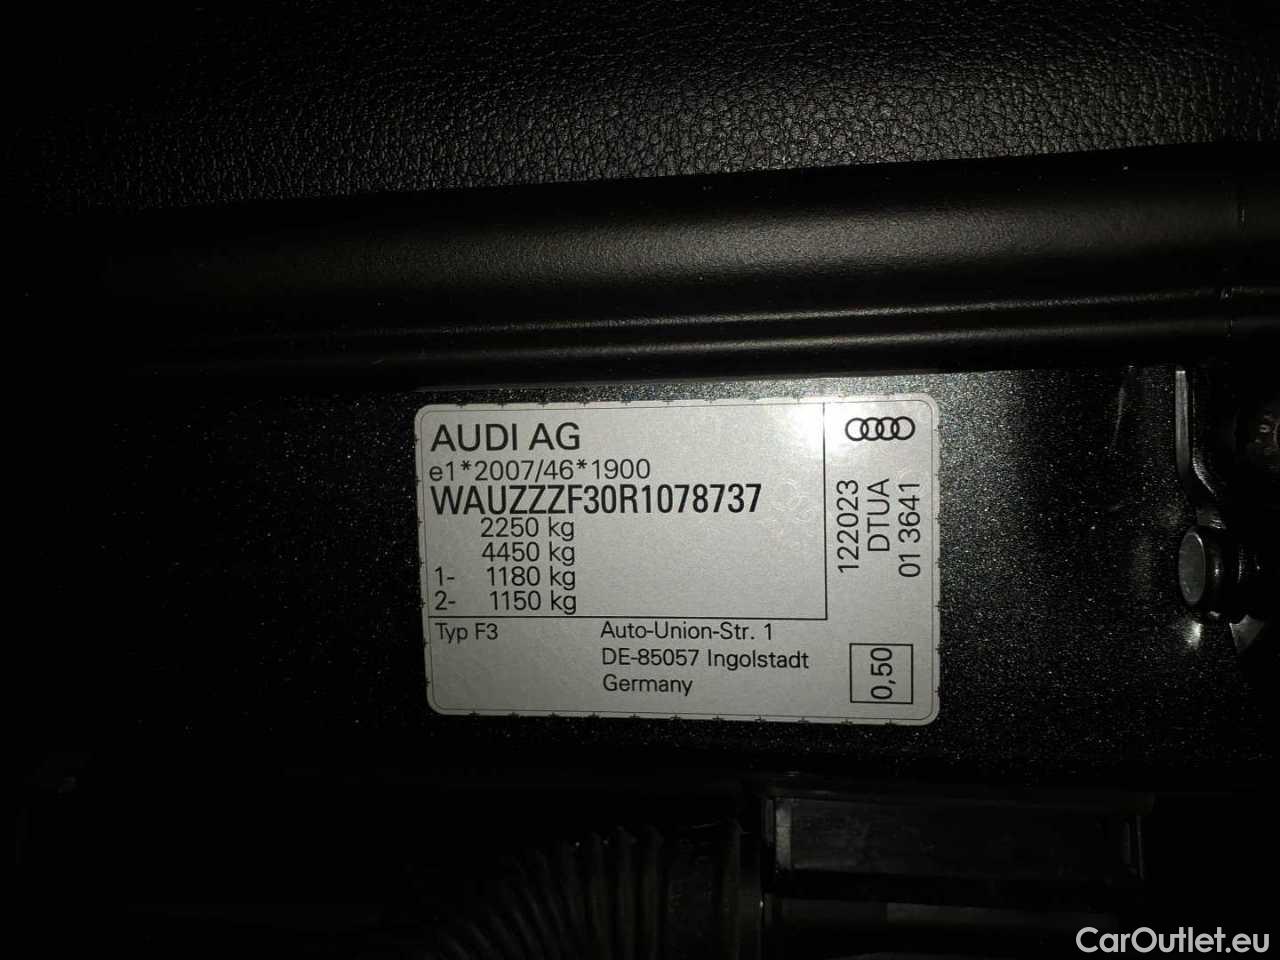 AUDI AG
e1*2007/46*1900
WAUZZZF30R1078737
2250 kg
4450 kg
1- 1180 kg
2- 1150 kg
Typ F3
Auto-Union-Str. 1
DE-85057 Ingolstadt
Germany
122023
DTUA
01 3641
0,50
CarOutlet.eu